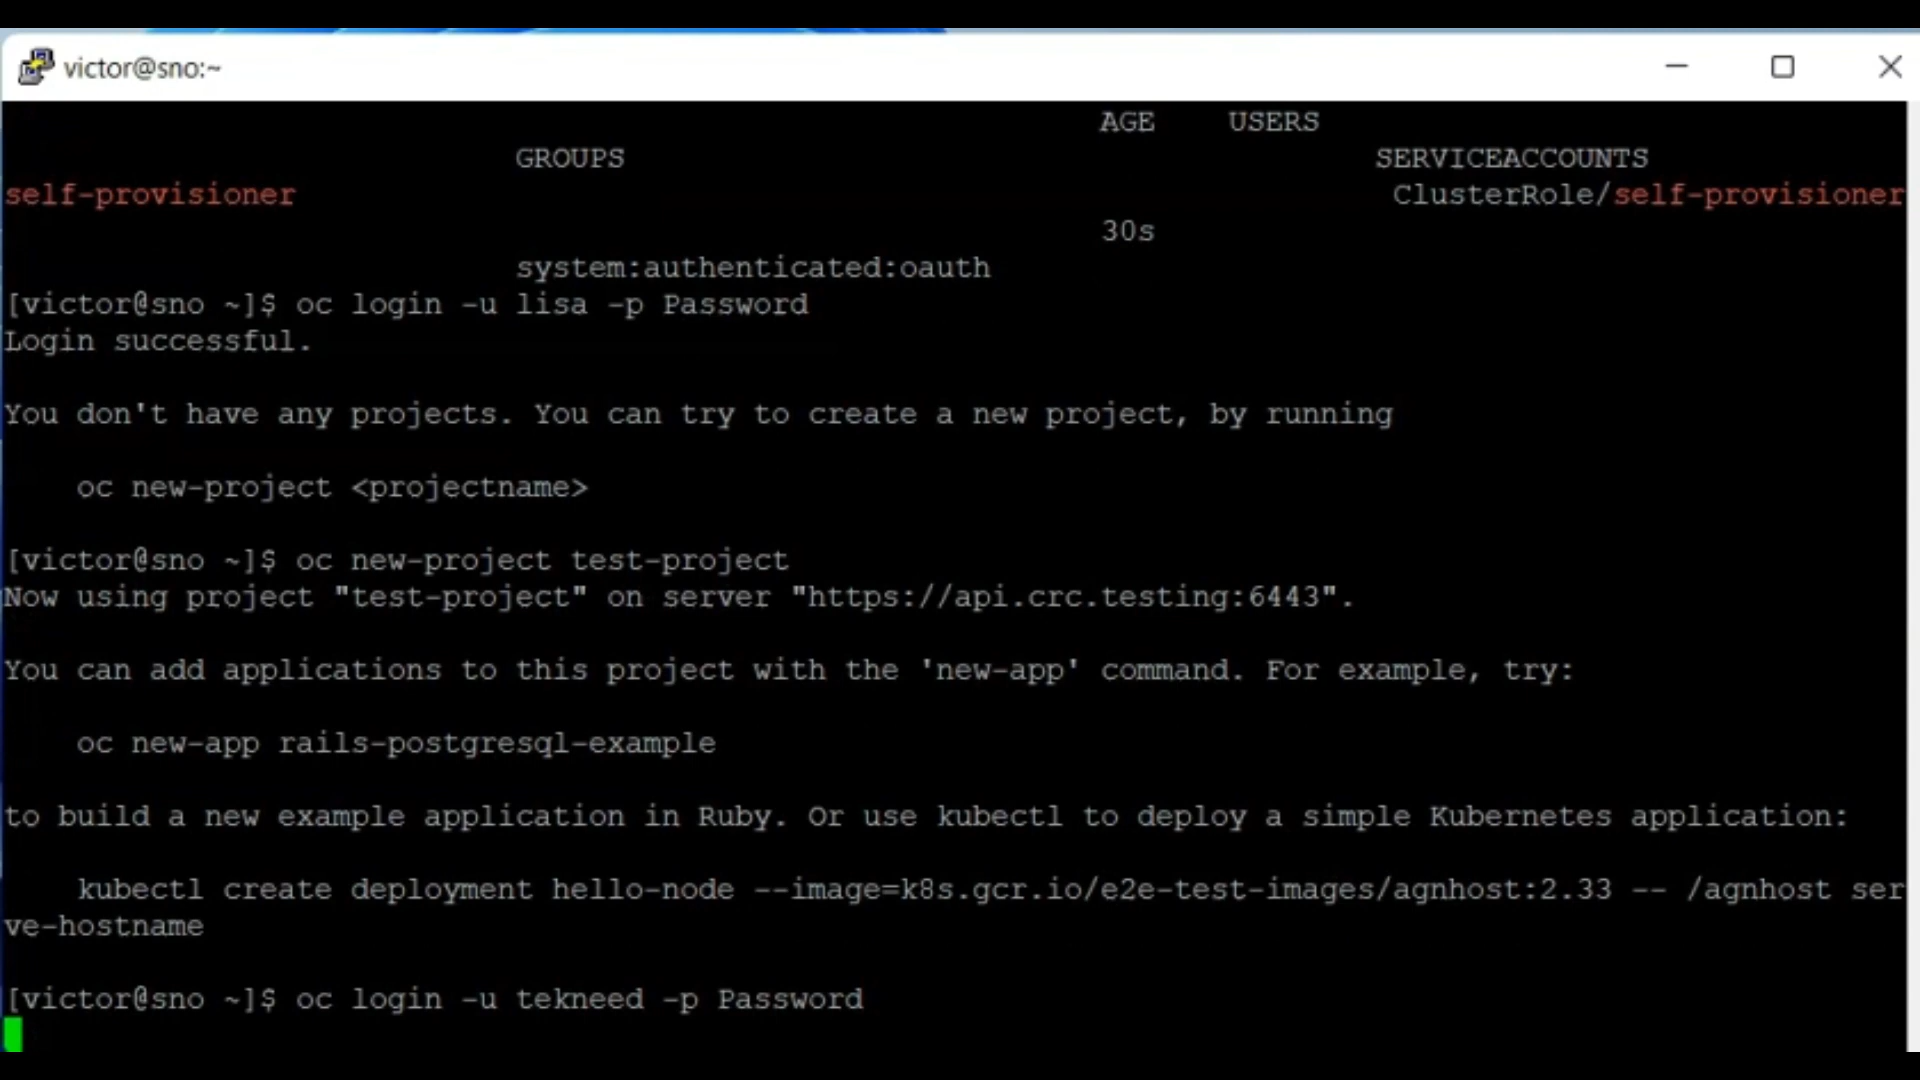 victor@sno:~
AGE USERS
GROUPS SERVICEACCOUNTS
self-provisioner ClusterRole/self-provisioner
30s
system:authenticated:oauth
[victor@sno ~]$ oc login -u lisa -p Password
Login successful.
You don't have any projects. You can try to create a new project, by running
oc new-project <projectname>
[victor@sno ~]$ oc new-project test-project
Now using project "test-project" on server "https://api.crc.testing:6443".
You can add applications to this project with the 'new-app' command. For example, try:
oc new-app rails-postgresql-example
to build a new example application in Ruby. Or use kubectl to deploy a simple Kubernetes application:
kubectl create deployment hello-node --image=k8s.gcr.io/e2e-test-images/agnhost:2.33 -- /agnhost ser
ve-hostname
[victor@sno ~]$ oc login -u tekneed -p Password